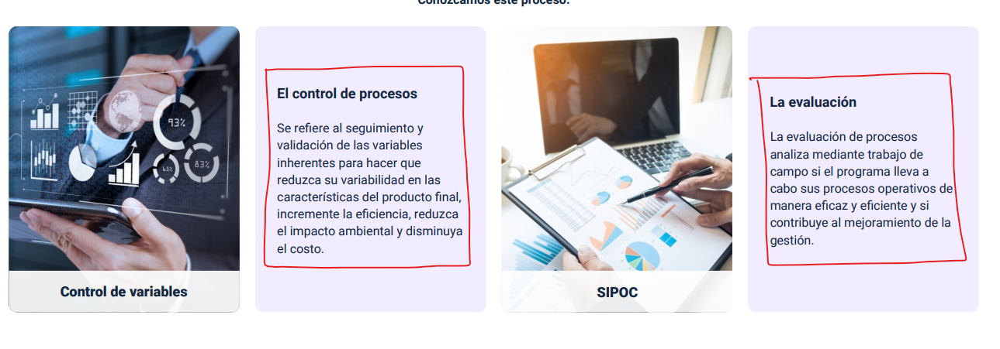 Conozcamos este proceso.
93%
65%
83%
Control de variables
El control de procesos
Se refiere al seguimiento y
validación de las variables
inherentes para hacer que
reduzca su variabilidad en las
características del producto final,
incremente la eficiencia, reduzca
el impacto ambiental y disminuya
el costo.
SIPOC
La evaluación
La evaluación de procesos
analiza mediante trabajo de
campo si el programa lleva a
cabo sus procesos operativos de
manera eficaz y eficiente y si
contribuye al mejoramiento de la
gestión.